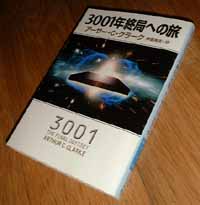 3001年終局への旅
アーサー・C・クラーク
3001
THE FINAL ODYSSEY
ARTHUR C. CLARKE